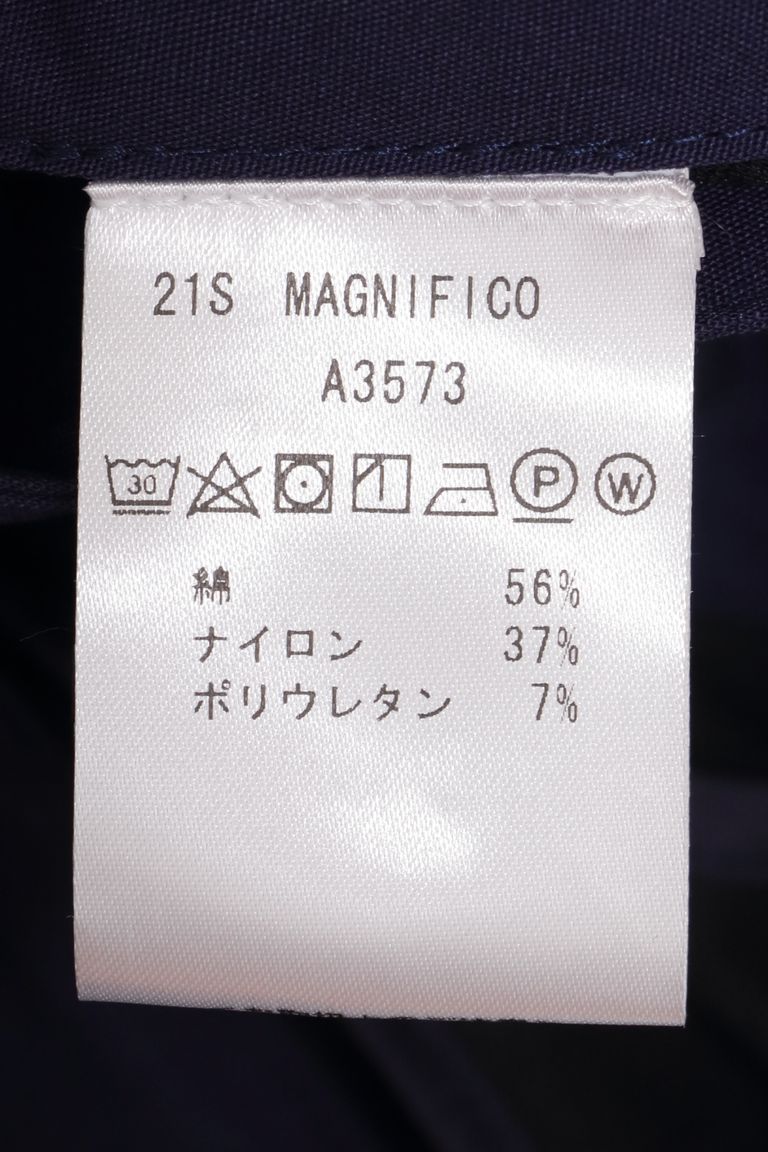 21S MAGNIFICO
A3573
30 P W
綿 56%
ナイロン 37%
ポリウレタン 7%